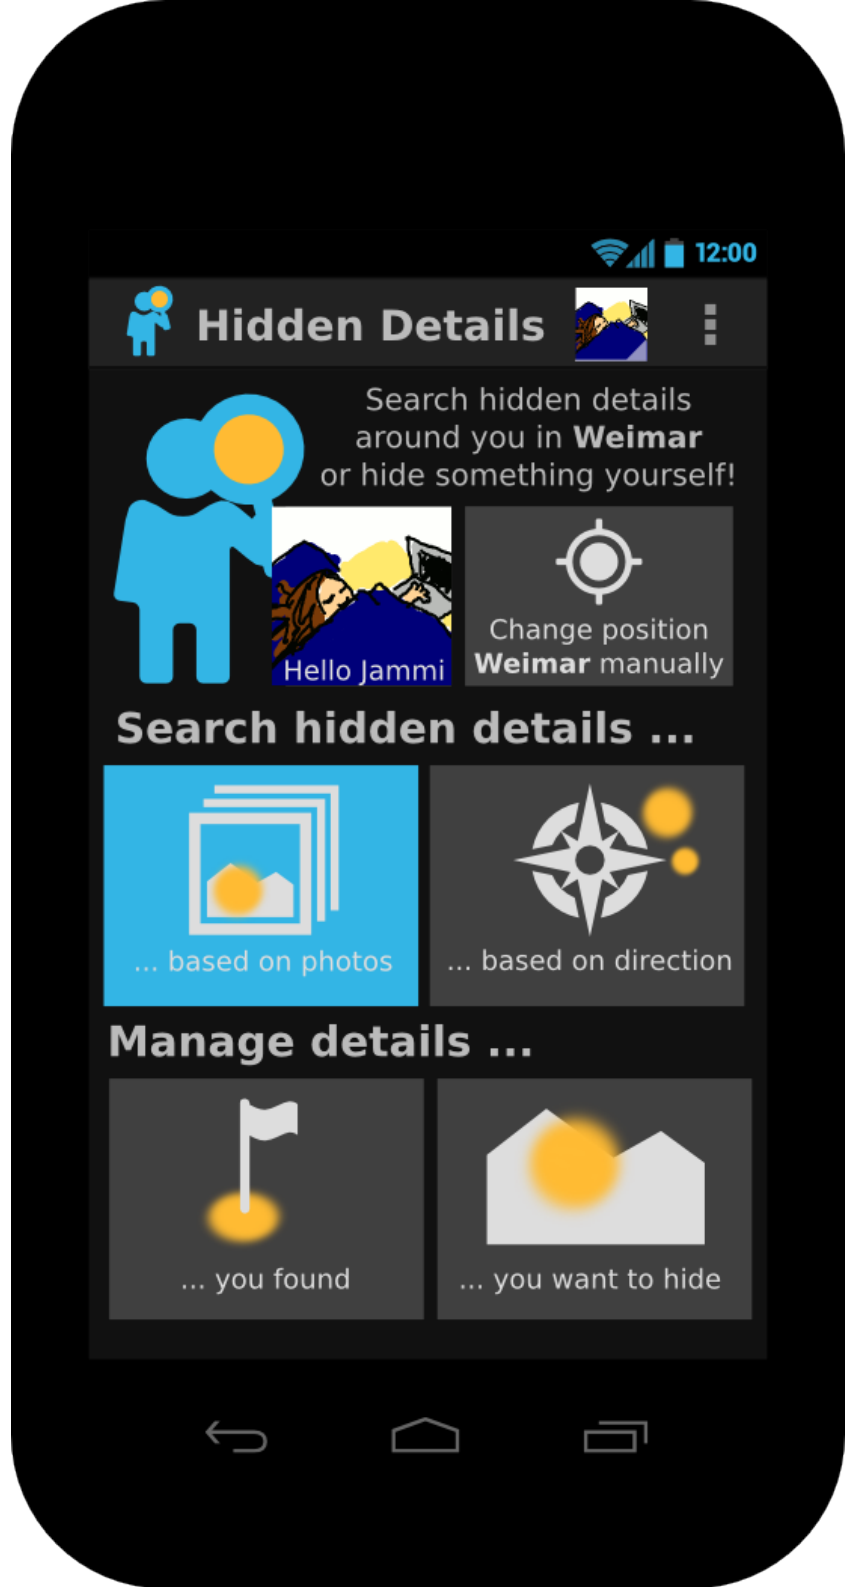 12:00
Hidden Details
Search hidden details
around you in Weimar
or hide something yourself!
Hello Jammi
Change position
Weimar manually
Search hidden details ...
... based on photos
... based on direction
Manage details ...
... you found
... you want to hide